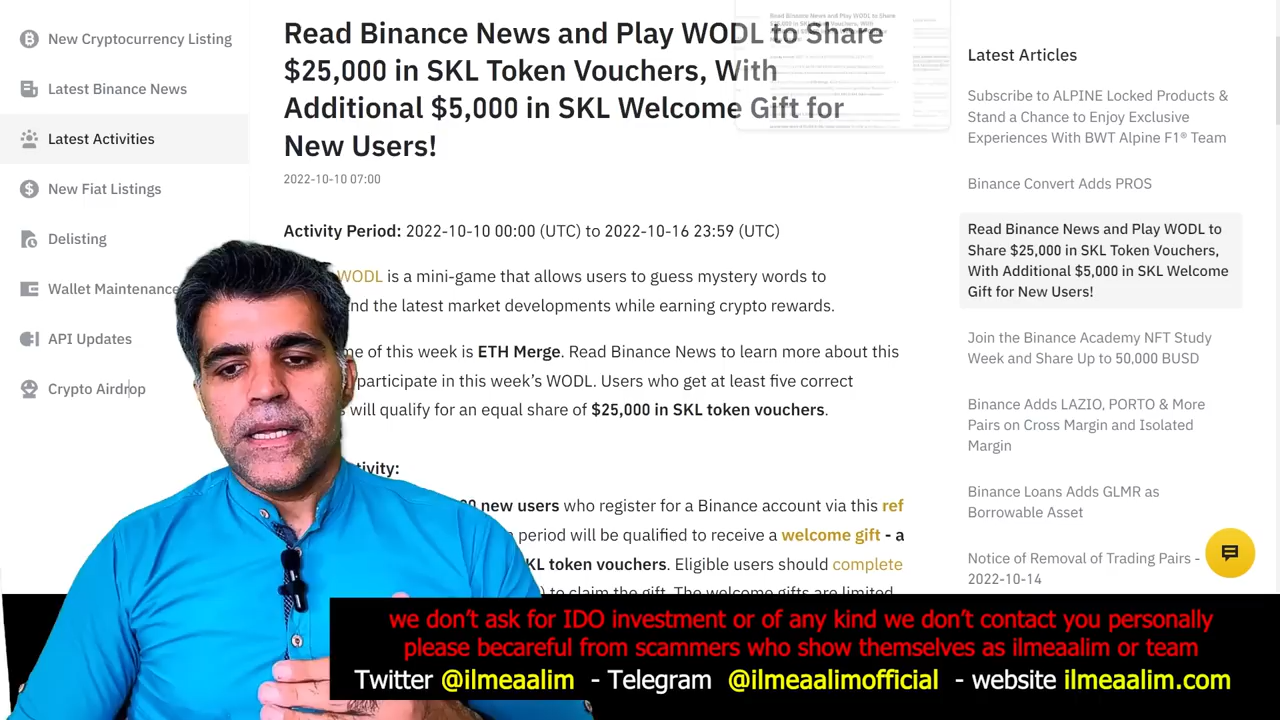 New Cryptocurrency Listing
Latest Binance News
Latest Activities
New Fiat Listings
Delisting
Wallet Maintenance
API Updates
Crypto Airdrop
Read Binance News and Play WODL to Share
$25,000 in SKL Token Vouchers, With
Additional $5,000 in SKL Welcome Gift for
New Users!
2022-10-10 07:00
Activity Period: 2022-10-10 00:00 (UTC) to 2022-10-16 23:59 (UTC)
WODL is a mini-game that allows users to guess mystery words to
the latest market developments while earning crypto rewards.
of this week is ETH Merge. Read Binance News to learn more about this
participate in this week’s WODL. Users who get at least five correct
will qualify for an equal share of $25,000 in SKL token vouchers.
new users who register for a Binance account via this ref
period will be qualified to receive a welcome gift - a
token vouchers. Eligible users should complete
to claim the gift. The welcome gifts are limited
Latest Articles
Subscribe to ALPINE Locked Products &
Stand a Chance to Enjoy Exclusive
Experiences With BWT Alpine F1® Team
Binance Convert Adds PROS
Read Binance News and Play WODL to
Share $25,000 in SKL Token Vouchers,
With Additional $5,000 in SKL Welcome
Gift for New Users!
Join the Binance Academy NFT Study
Week and Share Up to 50,000 BUSD
Binance Adds LAZIO, PORTO & More
Pairs on Cross Margin and Isolated
Margin
Binance Loans Adds GLMR as
Borrowable Asset
Notice of Removal of Trading Pairs -
2022-10-14
we don’t ask for IDO investment or of any kind we don’t contact you personally
please becareful from scammers who show themselves as ilmeaalim or team
Twitter @ilmeaalim - Telegram @ilmeaalimofficial - website ilmeaalim.com